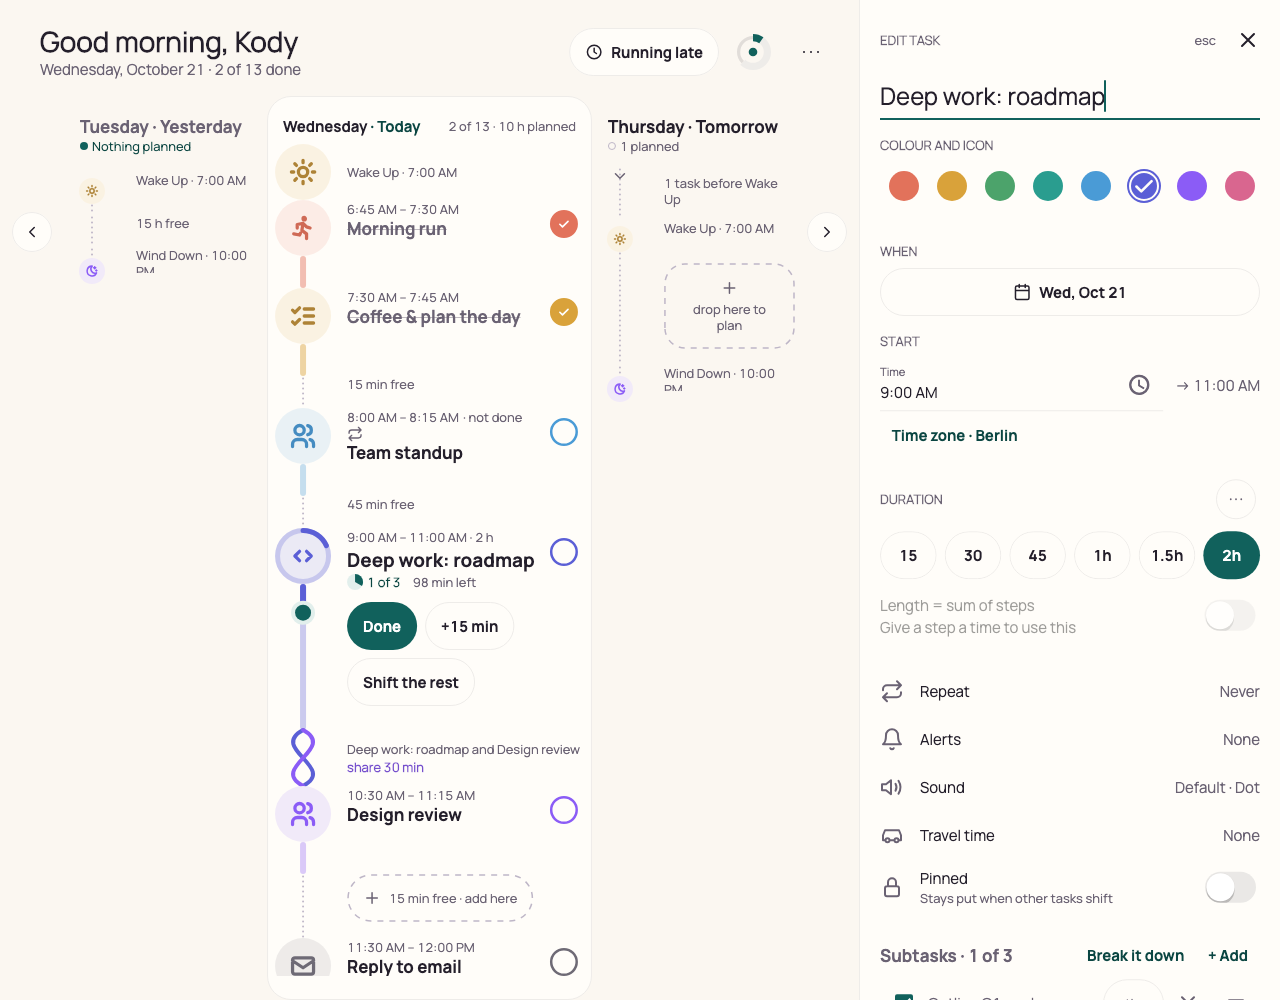 Good morning, Kody
Wednesday, October 21 · 2 of 13 done
Running late
Tuesday · Yesterday
Nothing planned
Wake Up · 7:00 AM
15 h free
Wind Down · 10:00
PM
Wednesday · Today
2 of 13 · 10 h planned
Wake Up · 7:00 AM
6:45 AM – 7:30 AM
Morning run
7:30 AM – 7:45 AM
Coffee & plan the day
15 min free
8:00 AM – 8:15 AM · not done
Team standup
45 min free
9:00 AM – 11:00 AM · 2 h
Deep work: roadmap
1 of 3 98 min left
Done
+15 min
Shift the rest
Deep work: roadmap and Design review
share 30 min
10:30 AM – 11:15 AM
Design review
15 min free · add here
11:30 AM – 12:00 PM
Reply to email
Thursday · Tomorrow
1 planned
1 task before Wake
Up
Wake Up · 7:00 AM
drop here to
plan
Wind Down · 10:00
PM
EDIT TASK
esc
Deep work: roadmap
COLOUR AND ICON
WHEN
Wed, Oct 21
START
Time
9:00 AM
→ 11:00 AM
Time zone · Berlin
DURATION
15 30 45 1h 1.5h 2h
Length = sum of steps
Give a step a time to use this
Repeat Never
Alerts None
Sound Default · Dot
Travel time None
Pinned
Stays put when other tasks shift
Subtasks · 1 of 3
Break it down
+ Add